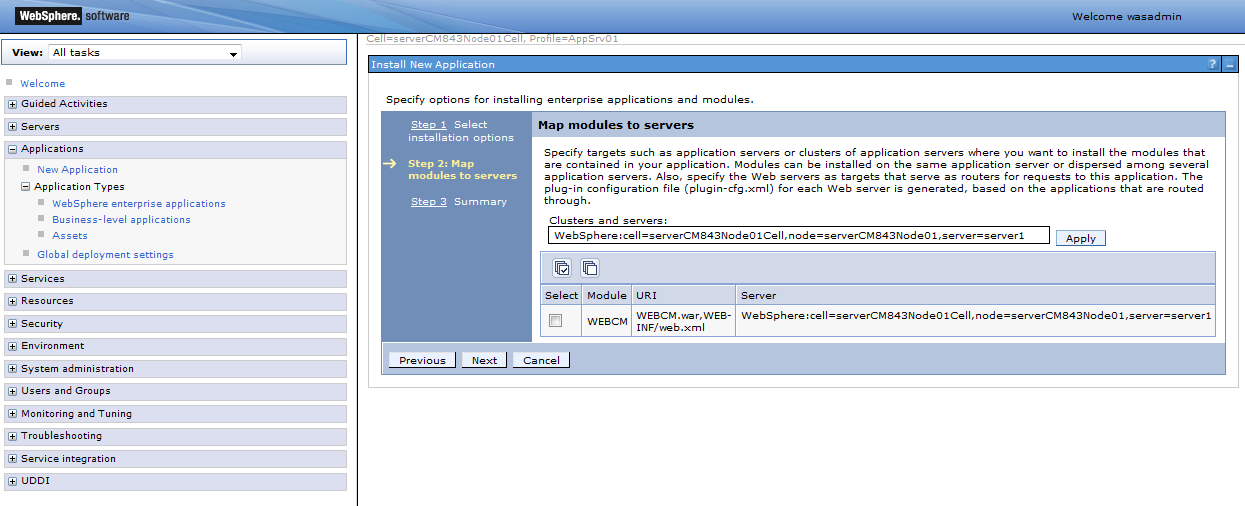 WebSphere. software
Welcome wasadmin
View: All tasks
Welcome
Guided Activities
Servers
Applications
New Application
Application Types
WebSphere enterprise applications
Business-level applications
Assets
Global deployment settings
Services
Resources
Security
Environment
System administration
Users and Groups
Monitoring and Tuning
Troubleshooting
Service integration
UDDI
Cell=serverCM843Node01Cell, Profile=AppSrv01
Install New Application
?
Specify options for installing enterprise applications and modules.
Step 1 Select
installation options
Step 2: Map
modules to servers
Step 3 Summary
Map modules to servers
Specify targets such as application servers or clusters of application servers where you want to install the modules that
are contained in your application. Modules can be installed on the same application server or dispersed among several
application servers. Also, specify the Web servers as targets that serve as routers for requests to this application. The
plug-in configuration file (plugin-cfg.xml) for each Web server is generated, based on the applications that are routed
through.
Clusters and servers:
WebSphere:cell=serverCM843Node01Cell,node=serverCM843Node01,server=server1
Apply
Select Module URI Server
WEBCM
WEBCM.war,WEB-
INF/web.xml
WebSphere:cell=serverCM843Node01Cell,node=serverCM843Node01,server=server1
Previous Next Cancel